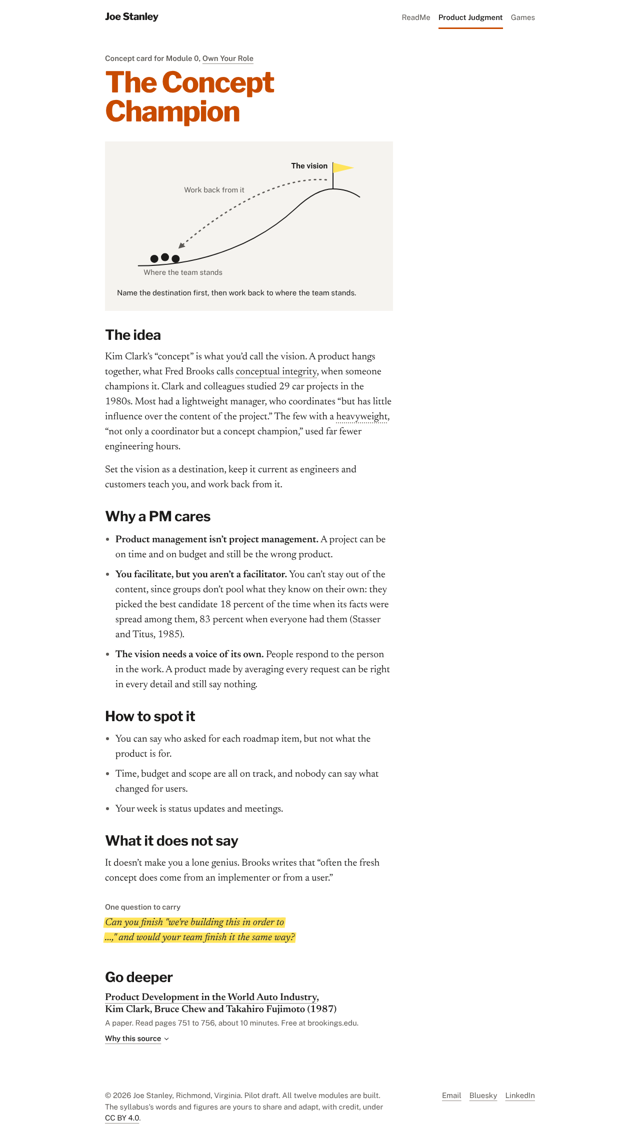 Joe Stanley
ReadMe Product Judgment Games
Concept card for Module 0, Own Your Role
The Concept
Champion
The vision
Work back from it
Where the team stands
Name the destination first, then work back to where the team stands.
The idea
Kim Clark's “concept” is what you'd call the vision. A product hangs
together, what Fred Brooks calls conceptual integrity, when someone
champions it. Clark and colleagues studied 29 car projects in the
1980s. Most had a lightweight manager, who coordinates “but has little
influence over the content of the project.” The few with a heavyweight,
“not only a coordinator but a concept champion,” used far fewer
engineering hours.
Set the vision as a destination, keep it current as engineers and
customers teach you, and work back from it.
Why a PM cares
• Product management isn't project management. A project can be
on time and on budget and still be the wrong product.
• You facilitate, but you aren't a facilitator. You can't stay out of the
content, since groups don't pool what they know on their own: they
picked the best candidate 18 percent of the time when its facts were
spread among them, 83 percent when everyone had them (Stasser
and Titus, 1985).
• The vision needs a voice of its own. People respond to the person
in the work. A product made by averaging every request can be right
in every detail and still say nothing.
How to spot it
• You can say who asked for each roadmap item, but not what the
product is for.
• Time, budget and scope are all on track, and nobody can say what
changed for users.
• Your week is status updates and meetings.
What it does not say
It doesn't make you a lone genius. Brooks writes that “often the fresh
concept does come from an implementer or from a user.”
One question to carry
Can you finish "we're building this in order to
...," and would your team finish it the same way?
Go deeper
Product Development in the World Auto Industry,
Kim Clark, Bruce Chew and Takahiro Fujimoto (1987)
A paper. Read pages 751 to 756, about 10 minutes. Free at brookings.edu.
Why this source
© 2026 Joe Stanley, Richmond, Virginia. Pilot draft. All twelve modules are built.
The syllabus's words and figures are yours to share and adapt, with credit, under
CC BY 4.0.
Email Bluesky LinkedIn